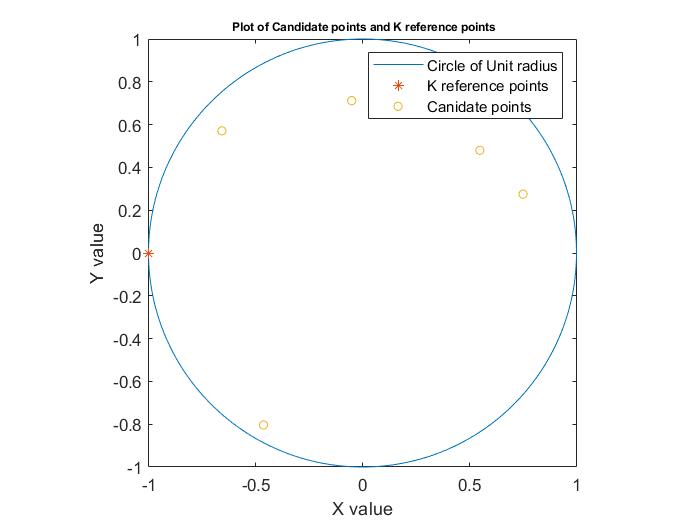 Plot of Candidate points and K reference points
Circle of Unit radius
K reference points
Canidate points
1
0.8
0.6
0.4
0.2
0
-0.2
-0.4
-0.6
-0.8
-1
Y value
-1 -0.5 0 0.5 1
X value